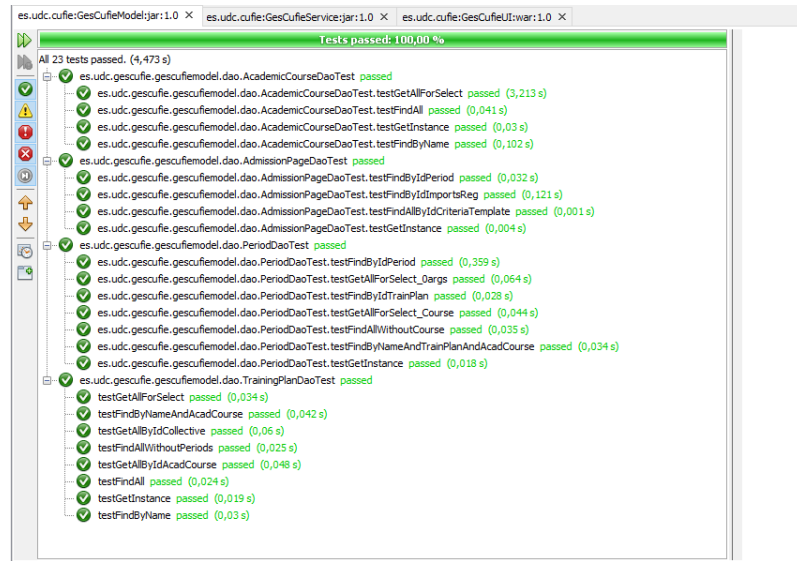 es.udc.cufie:GesCufieModel:jar:1.0 × es.udc.cufie:GesCufieService:jar:1.0 × es.udc.cufie:GesCufieUI:war:1.0 ×
Tests passed: 100,00 %
All 23 tests passed. (4,473 s)
es.udc.gescufie.gescufiemodel.dao.AcademicCourseDaoTest passed
es.udc.gescufie.gescufiemodel.dao.AcademicCourseDaoTest.testGetAllForSelect passed (3,213 s)
es.udc.gescufie.gescufiemodel.dao.AcademicCourseDaoTest.testFindAll passed (0,041 s)
es.udc.gescufie.gescufiemodel.dao.AcademicCourseDaoTest.testGetInstance passed (0,03 s)
es.udc.gescufie.gescufiemodel.dao.AcademicCourseDaoTest.testFindByName passed (0,102 s)
es.udc.gescufie.gescufiemodel.dao.AdmissionPageDaoTest passed
es.udc.gescufie.gescufiemodel.dao.AdmissionPageDaoTest.testFindByIdPeriod passed (0,032 s)
es.udc.gescufie.gescufiemodel.dao.AdmissionPageDaoTest.testFindByIdImportsReg passed (0,121 s)
es.udc.gescufie.gescufiemodel.dao.AdmissionPageDaoTest.testFindAllByIdCriteriaTemplate passed (0,001 s)
es.udc.gescufie.gescufiemodel.dao.AdmissionPageDaoTest.testGetInstance passed (0,004 s)
es.udc.gescufie.gescufiemodel.dao.PeriodDaoTest passed
es.udc.gescufie.gescufiemodel.dao.PeriodDaoTest.testFindByIdPeriod passed (0,359 s)
es.udc.gescufie.gescufiemodel.dao.PeriodDaoTest.testGetAllForSelect_0args passed (0,064 s)
es.udc.gescufie.gescufiemodel.dao.PeriodDaoTest.testFindByIdTrainPlan passed (0,028 s)
es.udc.gescufie.gescufiemodel.dao.PeriodDaoTest.testGetAllForSelect_Course passed (0,044 s)
es.udc.gescufie.gescufiemodel.dao.PeriodDaoTest.testFindAllWithoutCourse passed (0,035 s)
es.udc.gescufie.gescufiemodel.dao.PeriodDaoTest.testFindByNameAndTrainPlanAndAcadCourse passed (0,034 s)
es.udc.gescufie.gescufiemodel.dao.PeriodDaoTest.testGetInstance passed (0,018 s)
es.udc.gescufie.gescufiemodel.dao.TrainingPlanDaoTest passed
testGetAllForSelect passed (0,034 s)
testFindByNameAndAcadCourse passed (0,042 s)
testGetAllByIdCollective passed (0,06 s)
testFindAllWithoutPeriods passed (0,025 s)
testGetAllByIdAcadCourse passed (0,048 s)
testFindAll passed (0,024 s)
testGetInstance passed (0,019 s)
testFindByName passed (0,03 s)